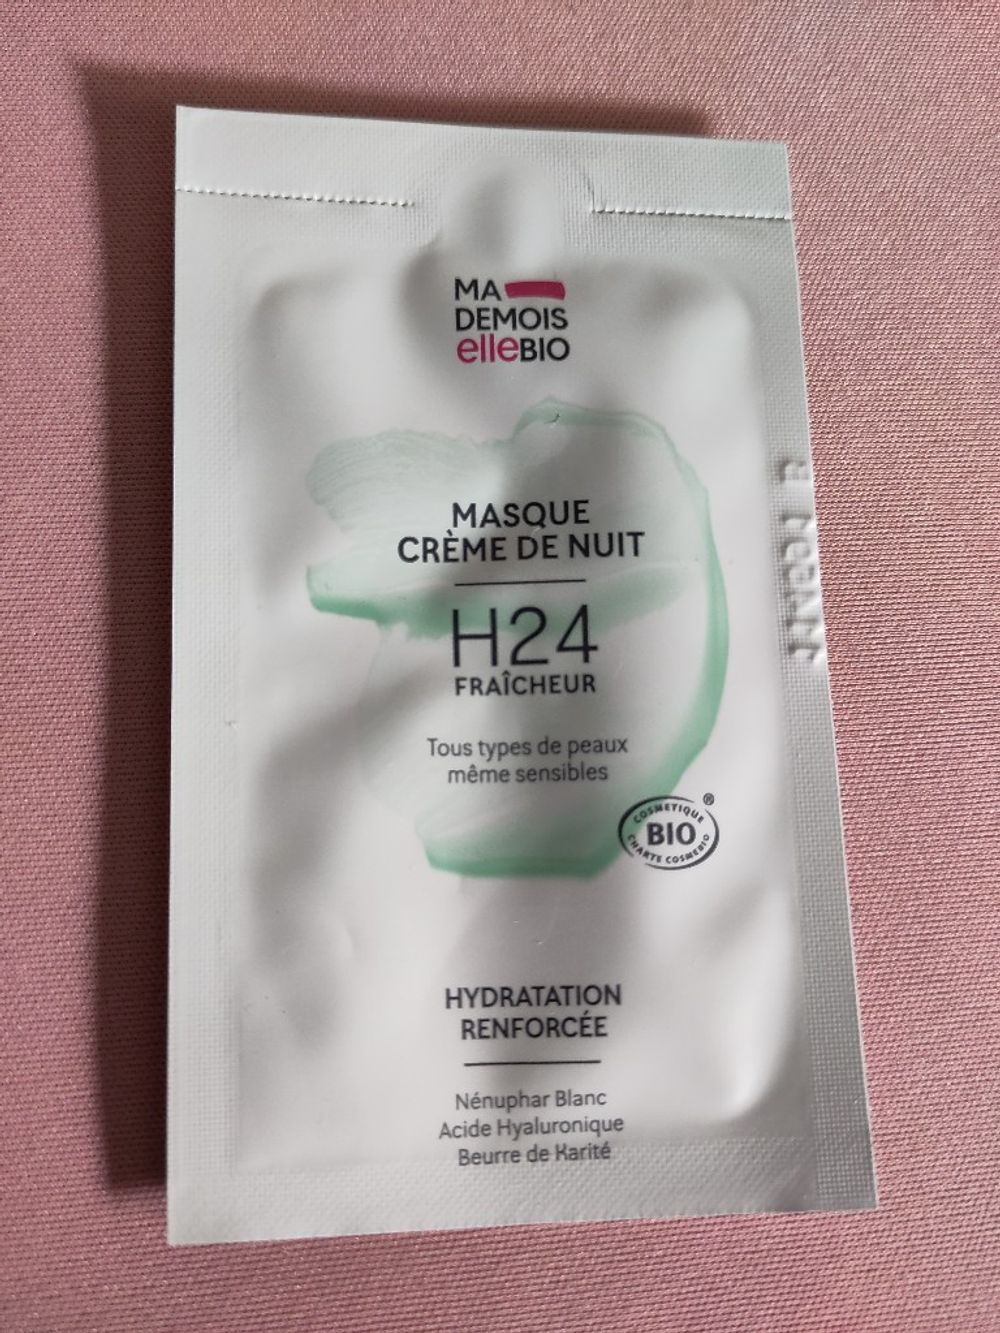 MA
DEMOIS
elleBIO
MASQUE
CRÈME DE NUIT
H24
FRAÎCHEUR
Tous types de peaux
même sensibles
COSMETIQUE ®
BIO
CHARTE COSMEBIO
HYDRATATION
RENFORCÉE
Nénuphar Blanc
Acide Hyaluronique
Beurre de Karité